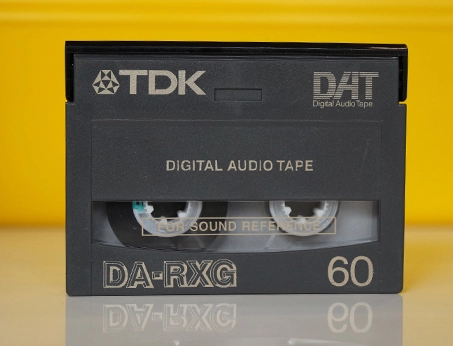 TDK
DAT
Digital Audio Tape
DIGITAL AUDIO TAPE
FOR SOUND REFERENCE
DA-RXG
60